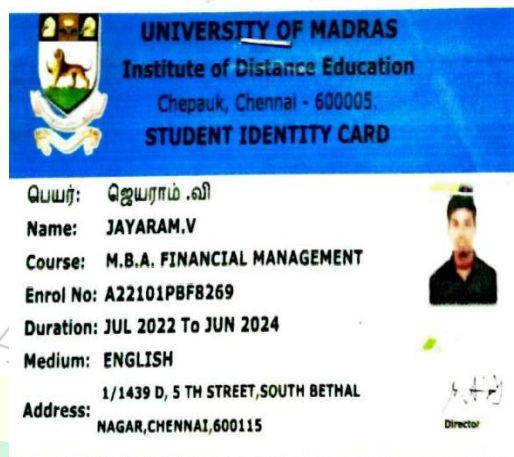 UNIVERSITY OF MADRAS
Institute of Distance Education
Chepauk, Chennai - 600005.
STUDENT IDENTITY CARD
பெயர்: ஜெயராம் .வி
Name: JAYARAM.V
Course: M.B.A. FINANCIAL MANAGEMENT
Enrol No: A22101PBF8269
Duration: JUL 2022 To JUN 2024
Medium: ENGLISH
Address: 1/1439 D, 5 TH STREET,SOUTH BETHAL
NAGAR,CHENNAI,600115
Director